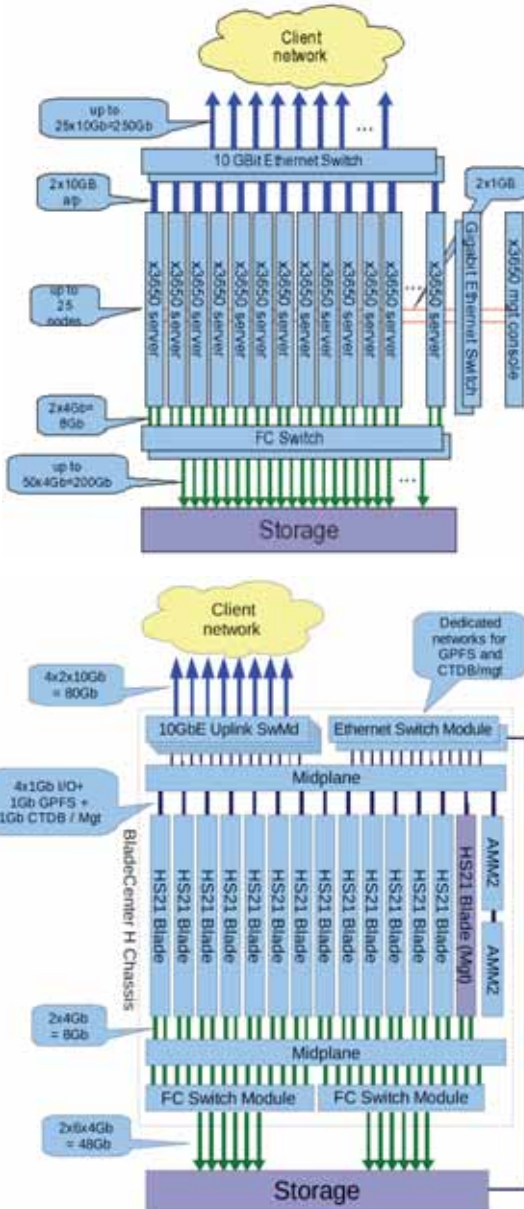 Client
network
up to
25x10Gb=250Gb
...
10 GBit Ethernet Switch
2x10GB
a/p
2x1GB
up to
25
nodes
x3650 server
x3650 server
x3650 server
x3650 server
x3650 server
x3650 server
x3650 server
x3650 server
x3650 server
x3650 server
x3650 server
x3650 server
...
x3650 server
Gigabit Ethernet Switch
x3650 mgt console
2x4Gb=
8Gb
FC Switch
up to
50x4Gb=200Gb
...
Storage
Client
network
Dedicated
networks for
GPFS and
CTDB/mgt
4x2x10Gb
= 80Gb
10GbE Uplink SwMd
Ethernet Switch Module
Midplane
4x1Gb I/O+
1Gb GPFS +
1Gb CTDB / Mgt
BladeCenter H Chassis
HS21 Blade
HS21 Blade
HS21 Blade
HS21 Blade
HS21 Blade
HS21 Blade
HS21 Blade
HS21 Blade
HS21 Blade
HS21 Blade
HS21 Blade
HS21 Blade
HS21 Blade
HS21 Blade (Mgt)
AMM2
AMM2
2x4Gb
= 8Gb
Midplane
FC Switch Module
FC Switch Module
2x6x4Gb
= 48Gb
Storage